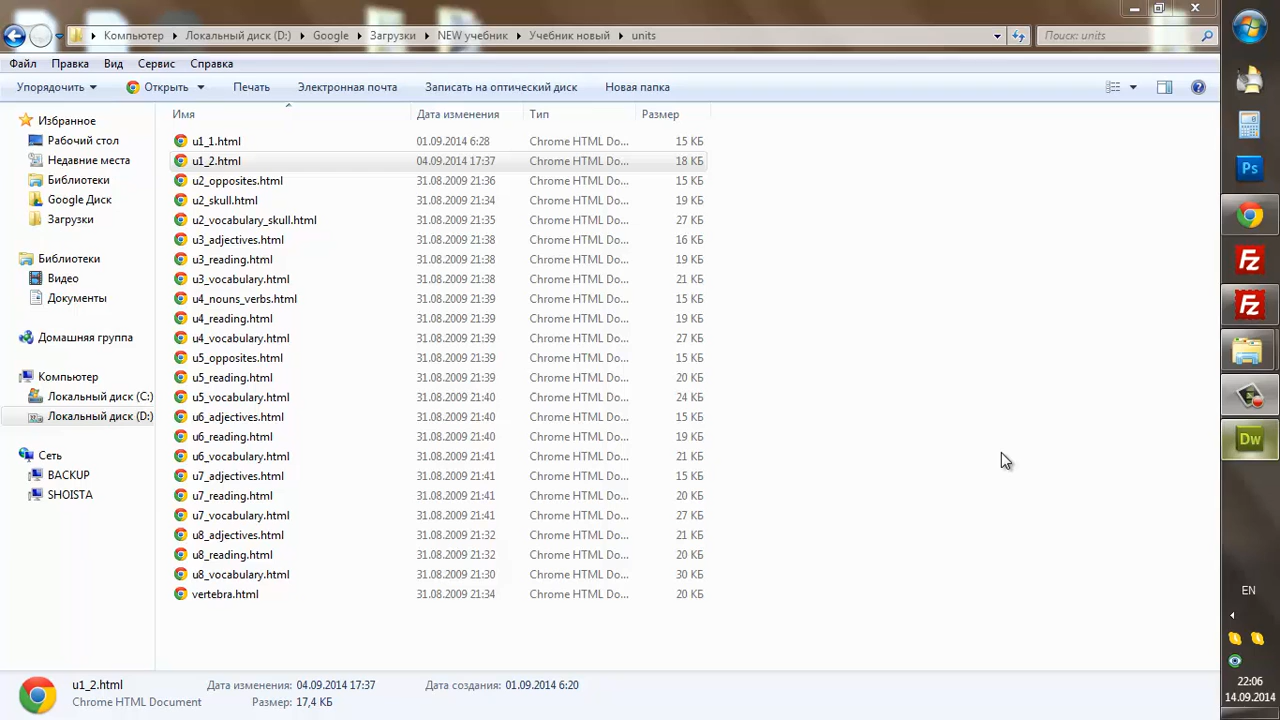 Компьютер Локальный диск (D:) Google Загрузки NEW учебник Учебник новый units Поиск: units
Файл Правка Вид Сервис Справка
Упорядочить Открыть Печать Электронная почта Записать на оптический диск Новая папка
Имя Дата изменения Тип Размер
Избранное
Рабочий стол
Недавние места
Библиотеки
Google Диск
Загрузки
Библиотеки
Видео
Документы
Домашняя группа
Компьютер
Локальный диск (C:)
Локальный диск (D:)
Сеть
BACKUP
SHOISTA
u1_1.html 01.09.2014 6:28 Chrome HTML Do... 15 КБ
u1_2.html 04.09.2014 17:37 Chrome HTML Do... 18 КБ
u2_opposites.html 31.08.2009 21:36 Chrome HTML Do... 15 КБ
u2_skull.html 31.08.2009 21:34 Chrome HTML Do... 19 КБ
u2_vocabulary_skull.html 31.08.2009 21:35 Chrome HTML Do... 27 КБ
u3_adjectives.html 31.08.2009 21:38 Chrome HTML Do... 16 КБ
u3_reading.html 31.08.2009 21:38 Chrome HTML Do... 19 КБ
u3_vocabulary.html 31.08.2009 21:38 Chrome HTML Do... 21 КБ
u4_nouns_verbs.html 31.08.2009 21:39 Chrome HTML Do... 15 КБ
u4_reading.html 31.08.2009 21:39 Chrome HTML Do... 19 КБ
u4_vocabulary.html 31.08.2009 21:39 Chrome HTML Do... 27 КБ
u5_opposites.html 31.08.2009 21:39 Chrome HTML Do... 15 КБ
u5_reading.html 31.08.2009 21:39 Chrome HTML Do... 20 КБ
u5_vocabulary.html 31.08.2009 21:40 Chrome HTML Do... 24 КБ
u6_adjectives.html 31.08.2009 21:40 Chrome HTML Do... 15 КБ
u6_reading.html 31.08.2009 21:40 Chrome HTML Do... 19 КБ
u6_vocabulary.html 31.08.2009 21:41 Chrome HTML Do... 21 КБ
u7_adjectives.html 31.08.2009 21:41 Chrome HTML Do... 15 КБ
u7_reading.html 31.08.2009 21:41 Chrome HTML Do... 20 КБ
u7_vocabulary.html 31.08.2009 21:41 Chrome HTML Do... 27 КБ
u8_adjectives.html 31.08.2009 21:32 Chrome HTML Do... 21 КБ
u8_reading.html 31.08.2009 21:32 Chrome HTML Do... 20 КБ
u8_vocabulary.html 31.08.2009 21:30 Chrome HTML Do... 30 КБ
vertebra.html 31.08.2009 21:34 Chrome HTML Do... 20 КБ
u1_2.html Дата изменения: 04.09.2014 17:37 Дата создания: 01.09.2014 6:20
Chrome HTML Document Размер: 17,4 КБ
Ps
Fz
Fz
Dw
EN
22:06
14.09.2014